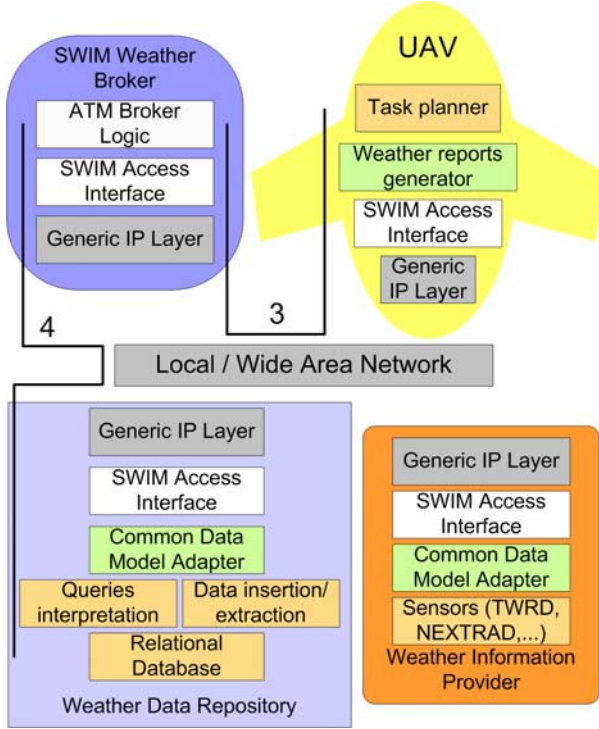 SWIM Weather
Broker
ATM Broker
Logic
SWIM Access
Interface
Generic IP Layer
UAV
Task planner
Weather reports
generator
SWIM Access
Interface
Generic
IP Layer
4
3
Local / Wide Area Network
Generic IP Layer
SWIM Access
Interface
Common Data
Model Adapter
Queries
interpretation
Data insertion/
extraction
Relational
Database
Weather Data Repository
Generic IP Layer
SWIM Access
Interface
Common Data
Model Adapter
Sensors (TWRD,
NEXTRAD,...)
Weather Information
Provider